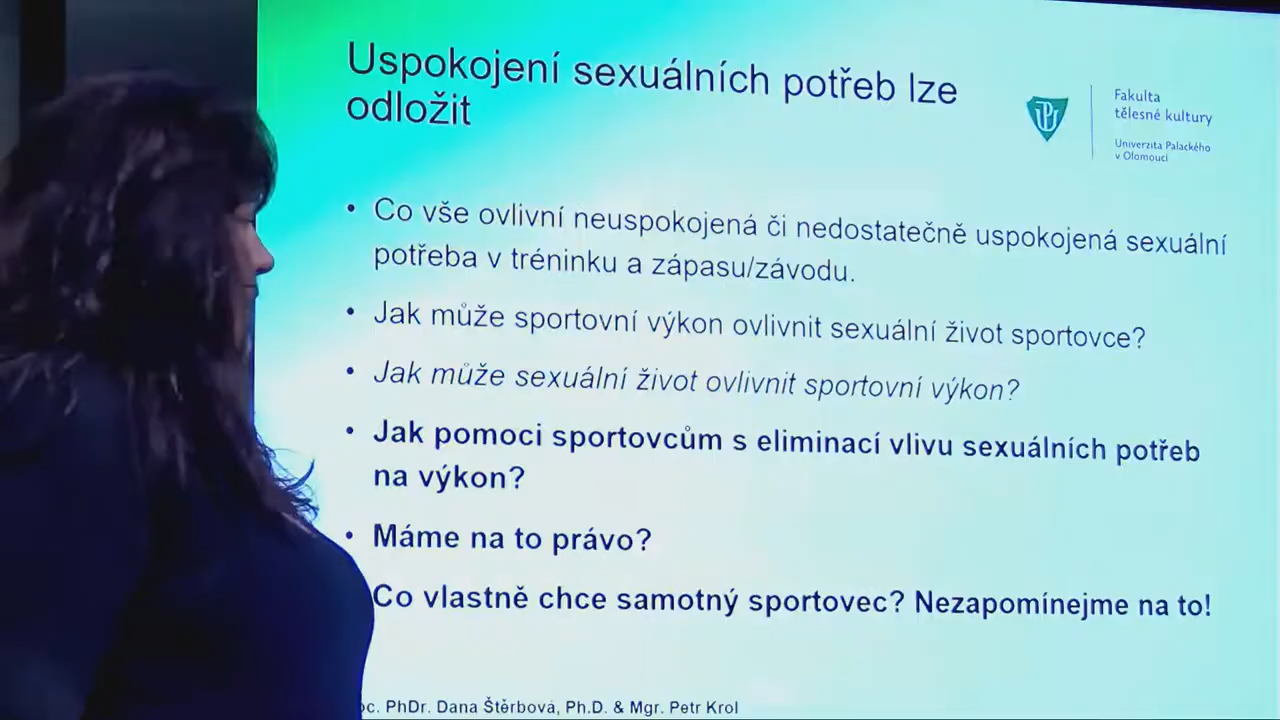 Uspokojení sexuálních potřeb lze
odložit
Fakulta
tělesné kultury
Univerzita Palackého
v Olomouci
• Co vše ovlivní neuspokojená či nedostatečně uspokojená sexuální
potřeba v tréninku a zápasu/závodu.
• Jak může sportovní výkon ovlivnit sexuální život sportovce?
• Jak může sexuální život ovlivnit sportovní výkon?
• Jak pomoci sportovcům s eliminací vlivu sexuálních potřeb
na výkon?
• Máme na to právo?
Co vlastně chce samotný sportovec? Nezapomínejme na to!
PhDr. Dana Štěrbová, Ph.D. & Mgr. Petr Krol